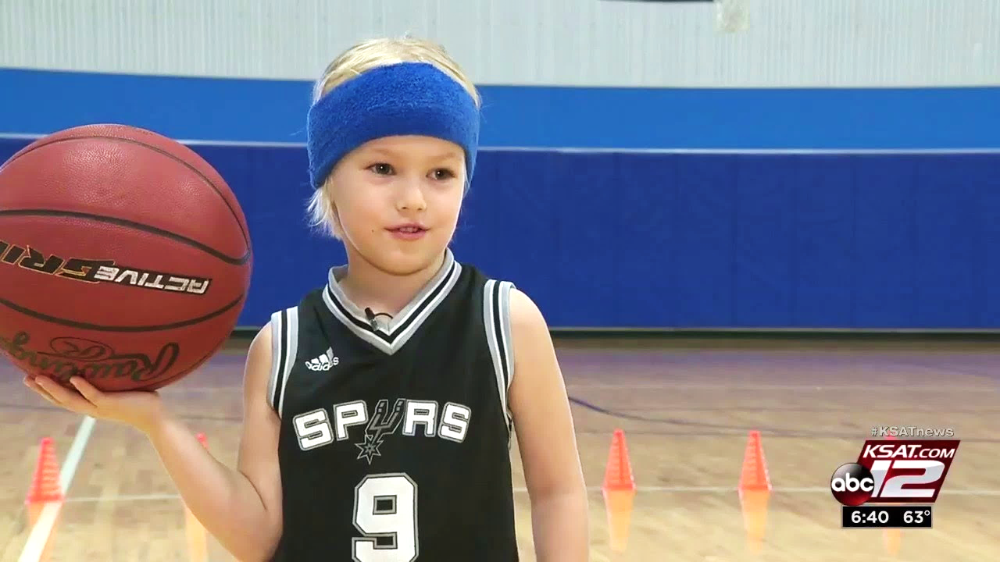 ACTIVE GRIP
Rawlings
adidas
SPURS
9
#KSATnews
KSAT.COM
abc 12
6:40 63°